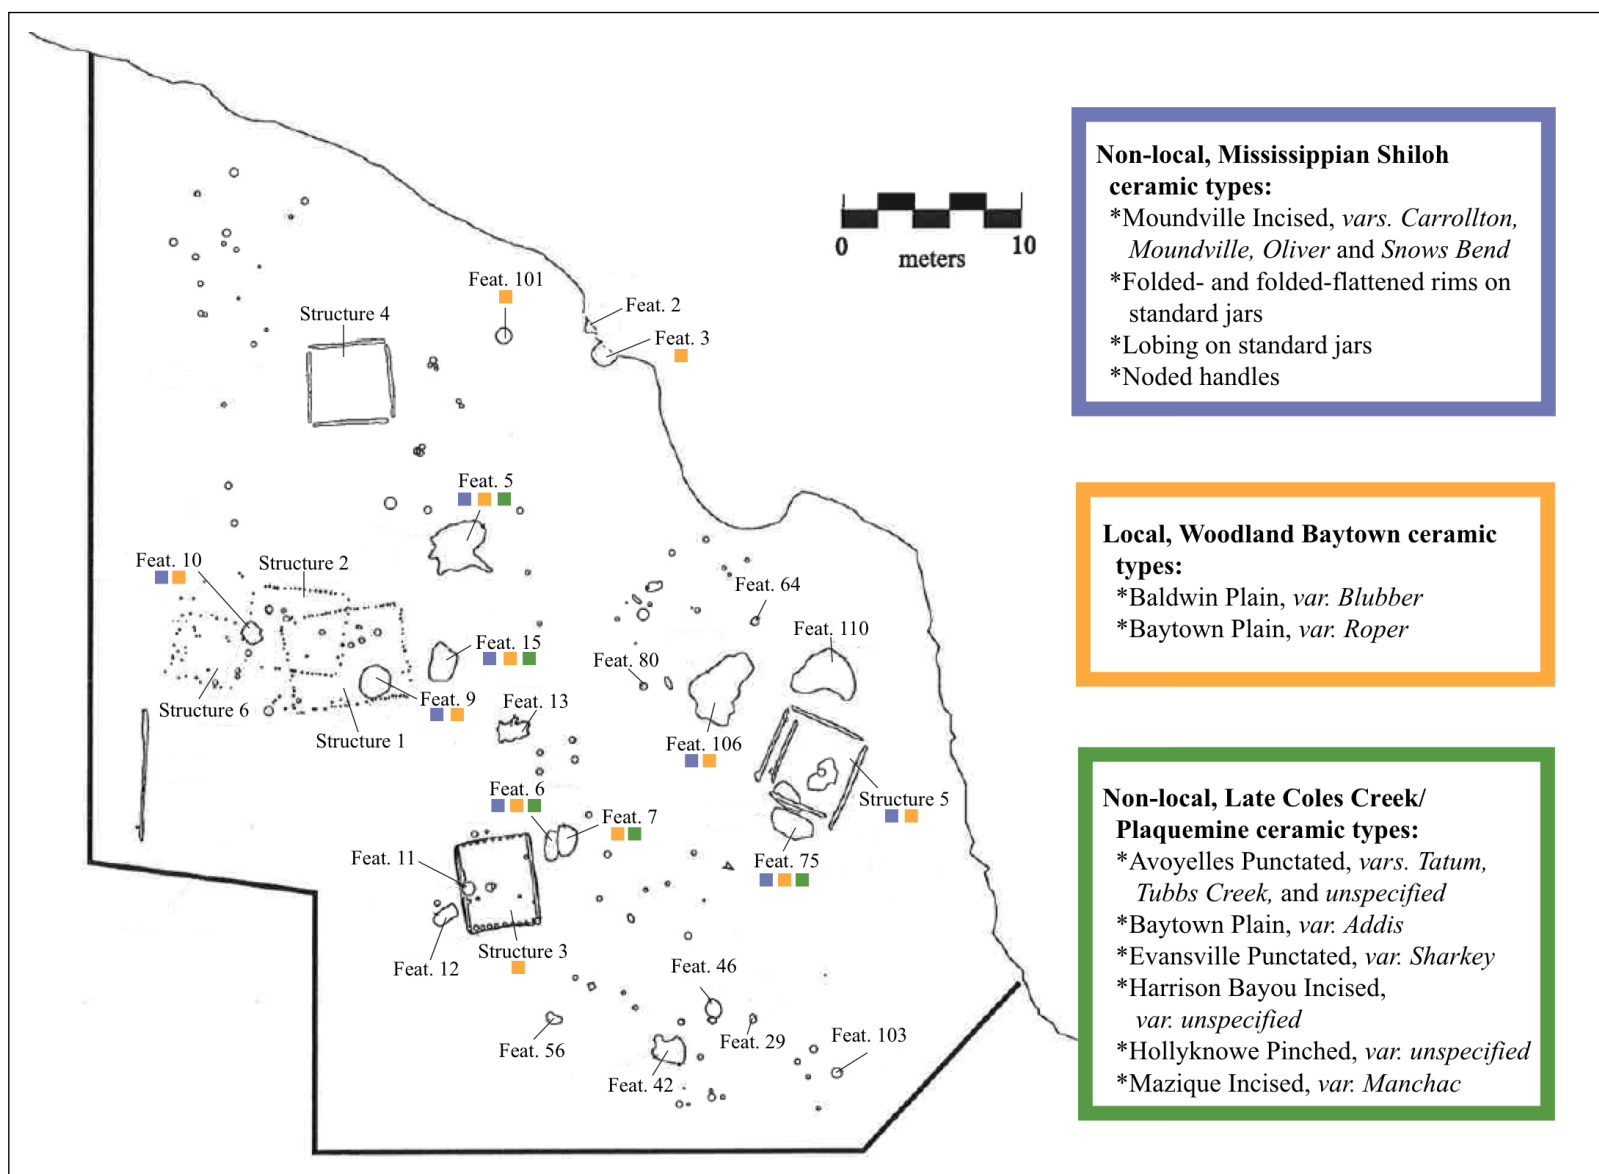 Non-local, Mississippian Shiloh
ceramic types:
*Moundville Incised, vars. Carrollton,
Moundville, Oliver and Snows Bend
*Folded- and folded-flattened rims on
standard jars
*Lobing on standard jars
*Noded handles
0 10
meters
Feat. 101
Feat. 2
Structure 4
Feat. 3
Feat. 5
Local, Woodland Baytown ceramic
types:
*Baldwin Plain, var. Blubber
*Baytown Plain, var. Roper
Feat. 10
Structure 2
Feat. 64
Feat. 110
Feat. 15
Feat. 80
Feat. 9
Feat. 13
Structure 6
Structure 1
Feat. 106
Feat. 6
Structure 5
Feat. 7
Feat. 11
Feat. 75
Structure 3
Feat. 12
Feat. 46
Feat. 56
Feat. 29
Feat. 103
Feat. 42
Non-local, Late Coles Creek/
Plaquemine ceramic types:
*Avoyelles Punctated, vars. Tatum,
Tubbs Creek, and unspecified
*Baytown Plain, var. Addis
*Evansville Punctated, var. Sharkey
*Harrison Bayou Incised,
var. unspecified
*Hollyknowe Pinched, var. unspecified
*Mazique Incised, var. Manchac